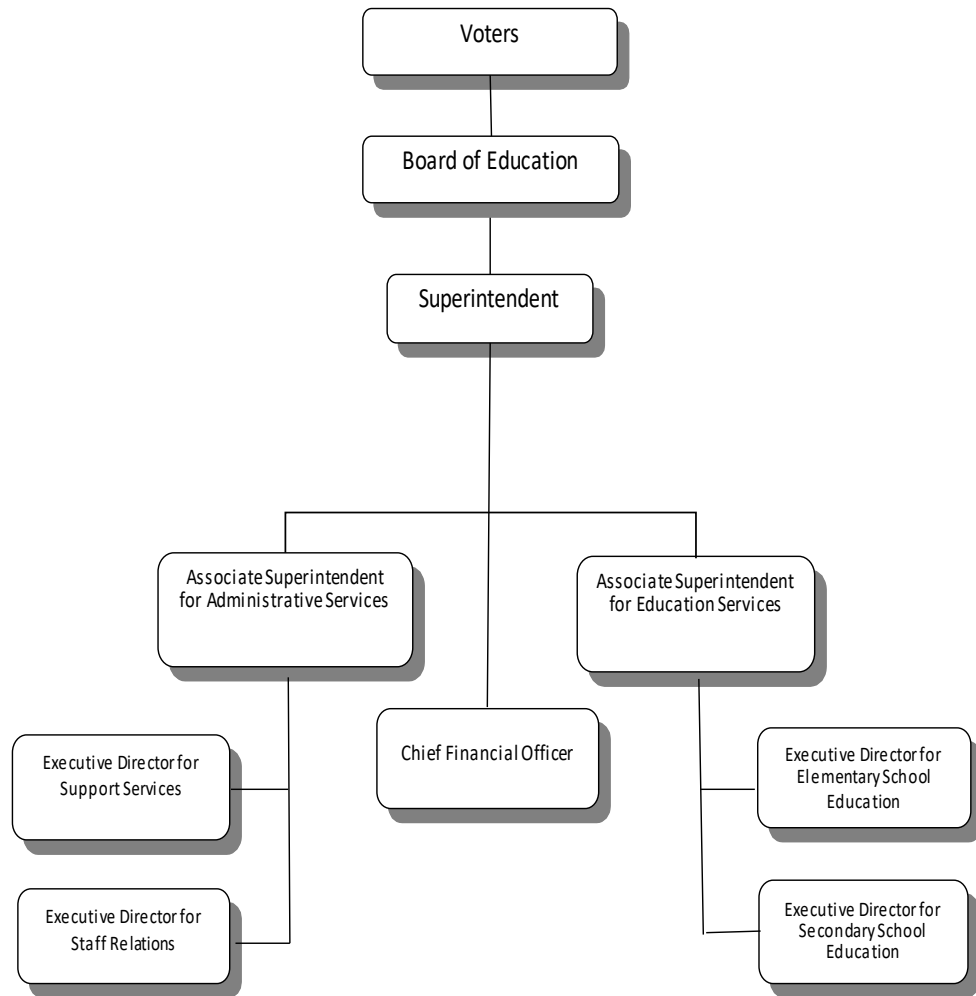 Voters
Board of Education
Superintendent
Associate Superintendent
for Administrative Services
Associate Superintendent
for Education Services
Chief Financial Officer
Executive Director for
Support Services
Executive Director for
Elementary School
Education
Executive Director for
Staff Relations
Executive Director for
Secondary School
Education